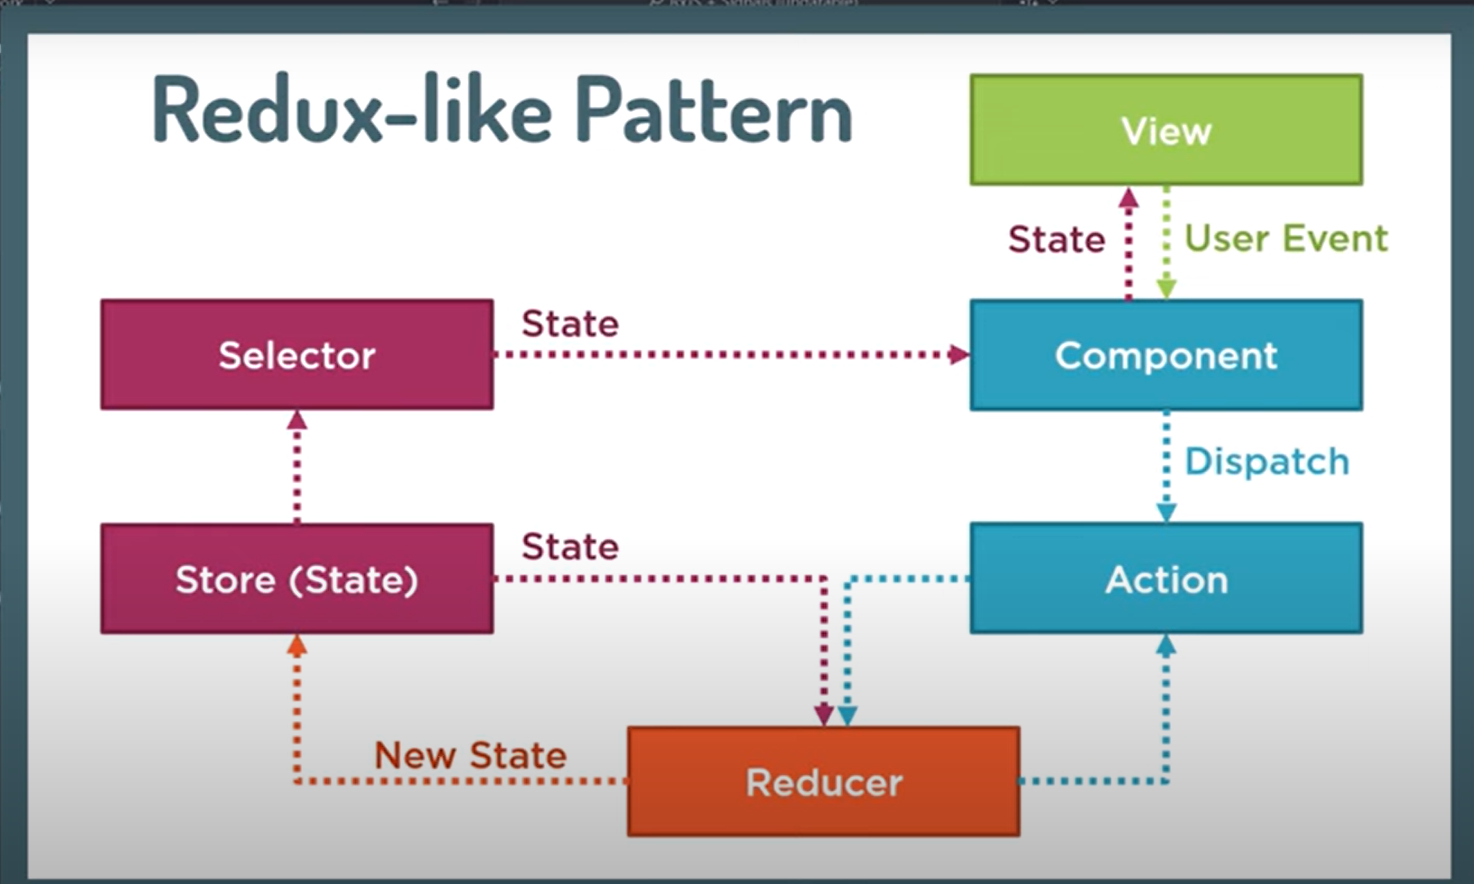 Redux-like Pattern
View
State
User Event
Selector
State
Component
Dispatch
Store (State)
State
Action
New State
Reducer